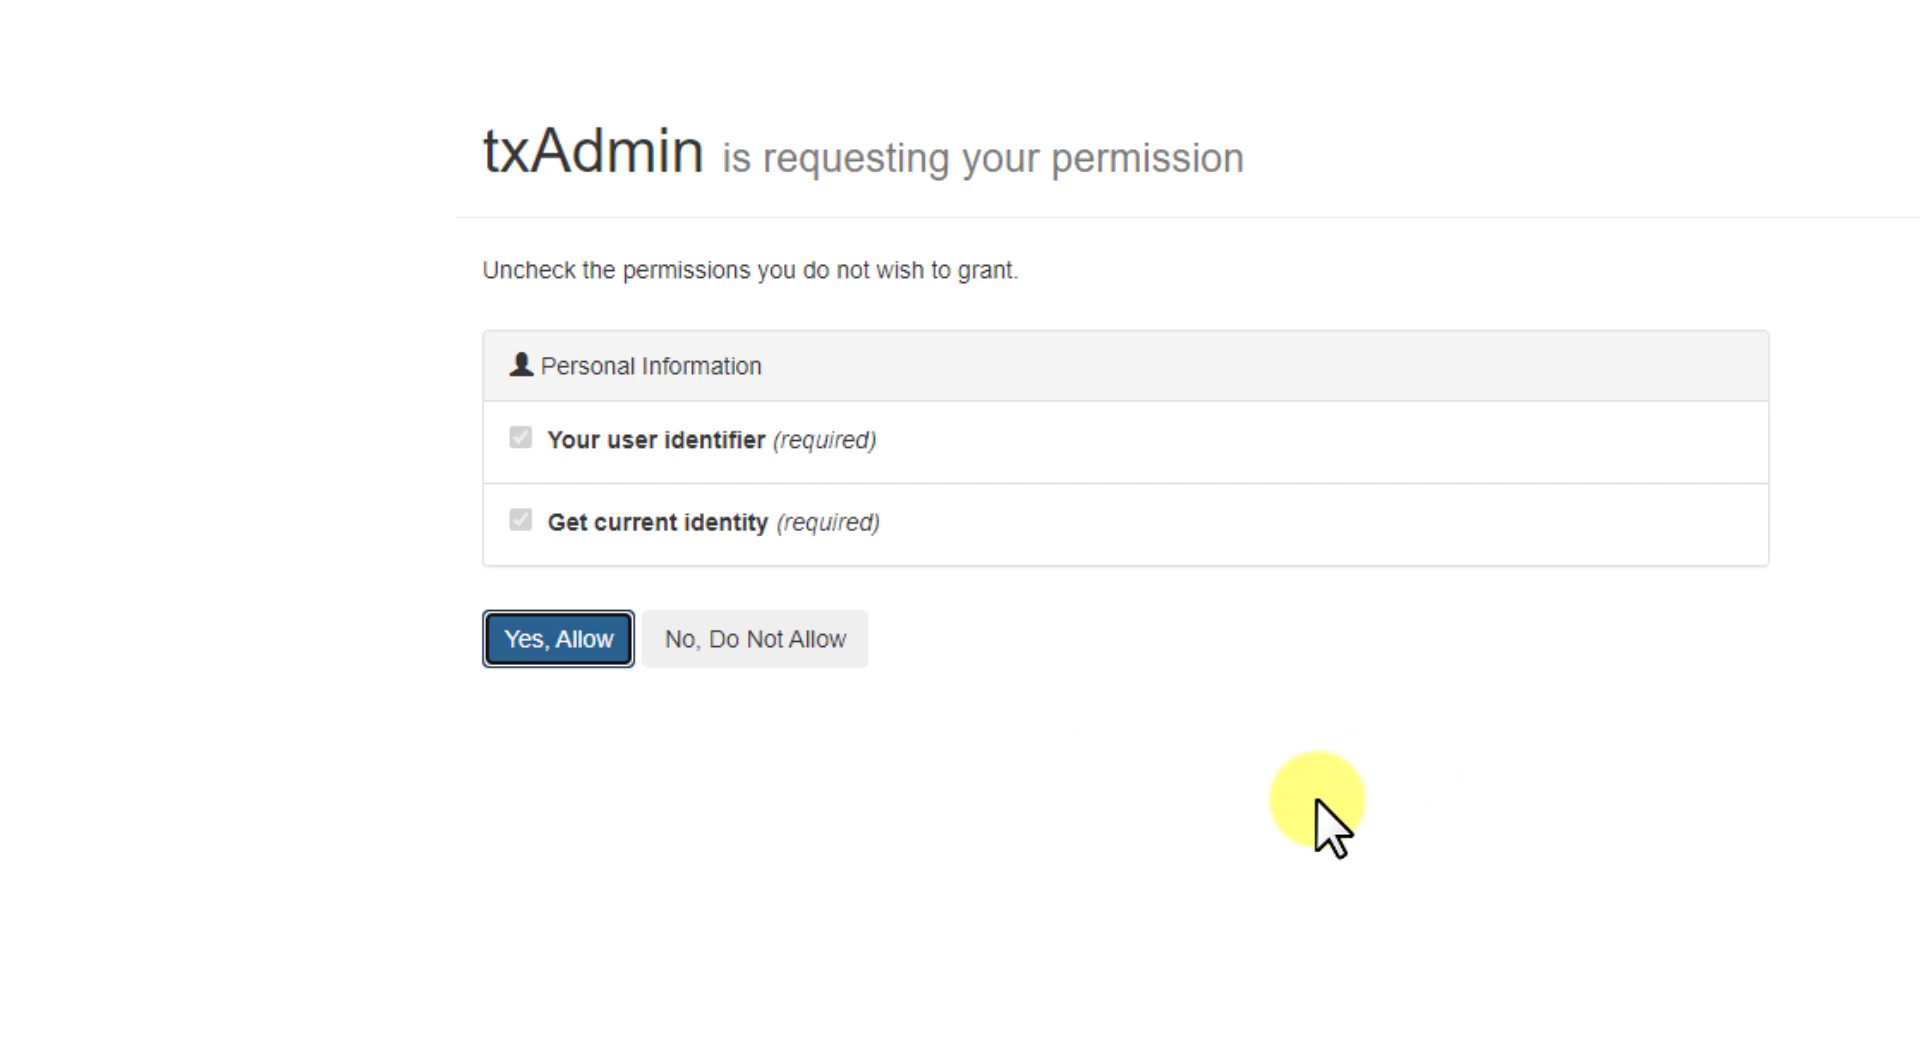 txAdmin is requesting your permission
Uncheck the permissions you do not wish to grant.
Personal Information
Your user identifier (required)
Get current identity (required)
Yes, Allow No, Do Not Allow